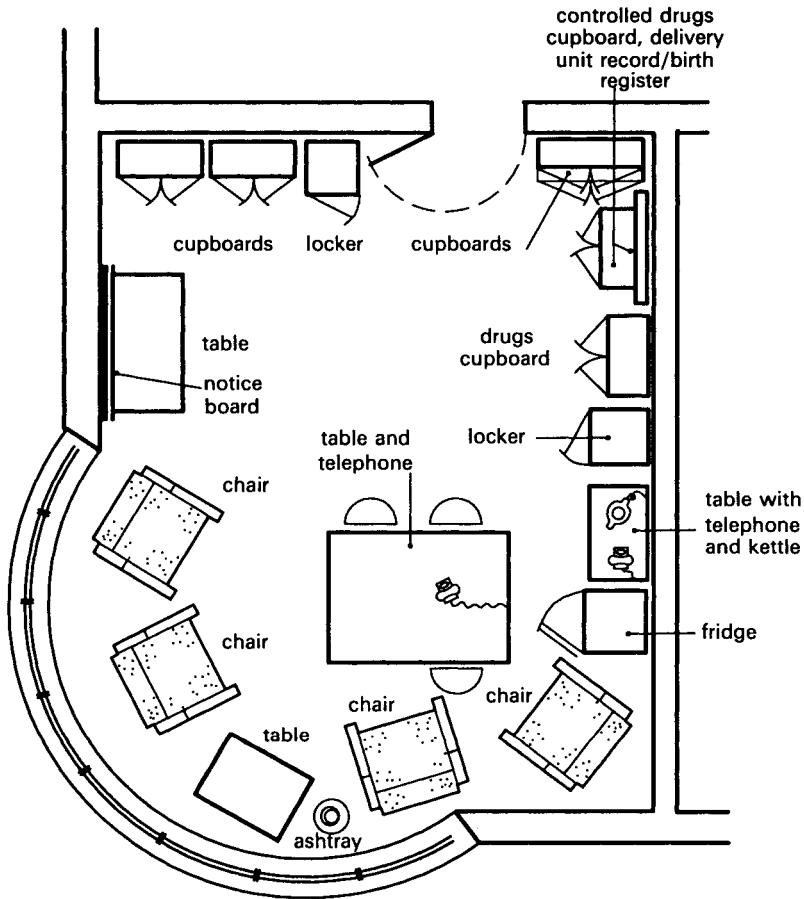 controlled drugs
cupboard, delivery
unit record/birth
register
cupboards
locker
cupboards
table
notice
board
drugs
cupboard
locker
table and
telephone
chair
table with
telephone
and kettle
chair
fridge
chair
chair
table
ashtray